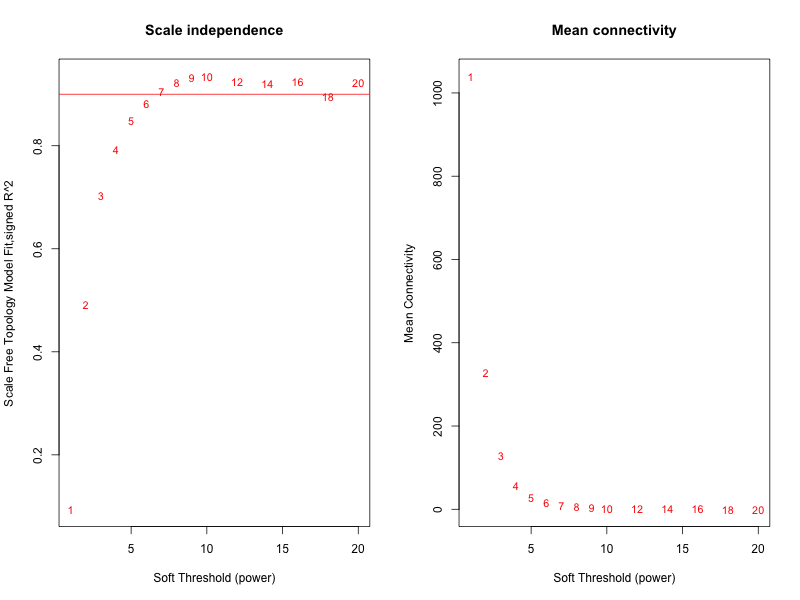 Scale independence
Scale Free Topology Model Fit,signed R^2
0.2 0.4 0.6 0.8
1 2 3 4 5 6 7 8 9 10 12 14 16 18 20
5 10 15 20
Soft Threshold (power)
Mean connectivity
Mean Connectivity
0 200 400 600 800 1000
1 2 3 4 5 6 7 8 9 10 12 14 16 18 20
5 10 15 20
Soft Threshold (power)